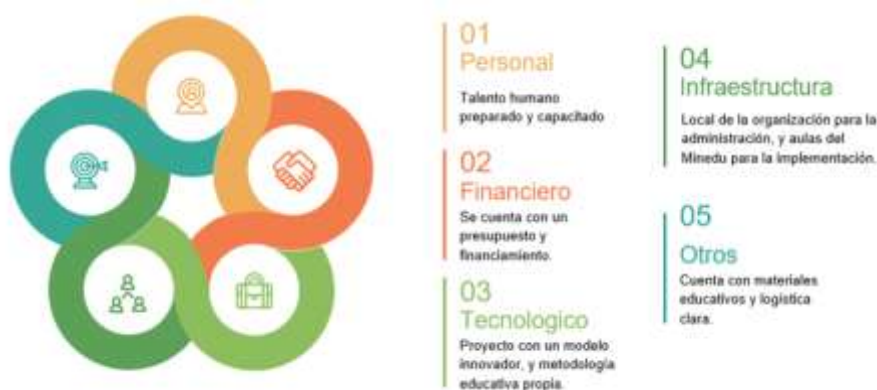 01
Personal
Talento humano
preparado y capacitado
02
Financiero
Se cuenta con un
presupuesto y
financiamiento.
03
Tecnologico
Proyecto con un modelo
innovador, y metodología
educativa propia.
04
Infraestructura
Local de la organización para la
administración, y aulas del
Minedu para la implementación.
05
Otros
Cuenta con materiales
educativos y logística
clara.